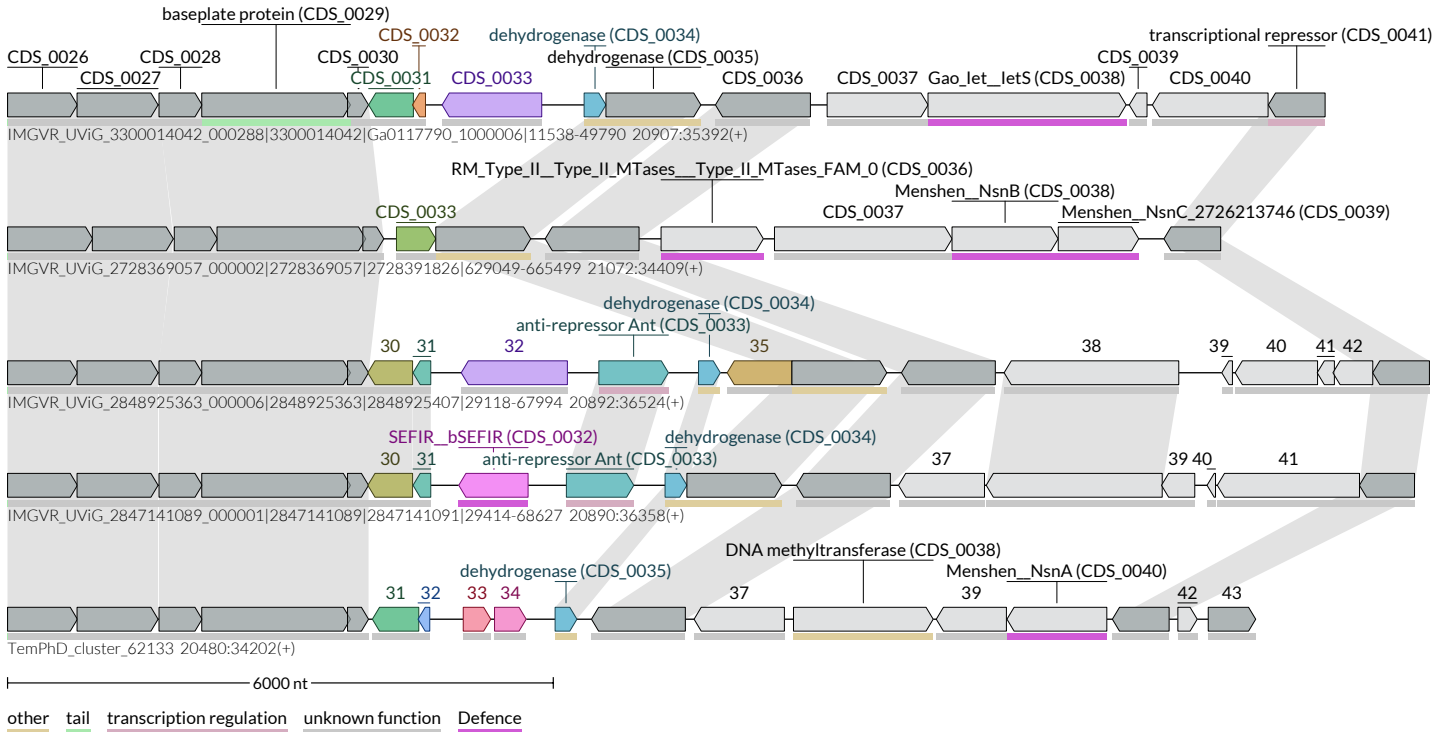 baseplate protein (CDS_0029)
CDS_0032 dehydrogenase (CDS_0034) transcriptional repressor (CDS_0041)
CDS_0026 CDS_0028 CDS_0030 dehydrogenase (CDS_0035) CDS_0039
CDS_0027 CDS_0031 CDS_0033 CDS_0036 CDS_0037 Gao_Iet__IetS (CDS_0038) CDS_0040
IMGVR_UViG_3300014042_000288|3300014042|Ga0117790_1000006|11538-49790 20907:35392(+)
RM_Type_II__Type_II_MTases___Type_II_MTases_FAM_0 (CDS_0036)
Menshen__NsnB (CDS_0038)
CDS_0033 CDS_0037 Menshen__NsnC_2726213746 (CDS_0039)
IMGVR_UViG_2728369057_000002|2728369057|2728391826|629049-665499 21072:34409(+)
dehydrogenase (CDS_0034)
anti-repressor Ant (CDS_0033)
30 31 32 35 38 39 40 41 42
IMGVR_UViG_2848925363_000006|2848925363|2848925407|29118-67994 20892:36524(+)
SEFIR__bSEFIR (CDS_0032) dehydrogenase (CDS_0034)
30 31 anti-repressor Ant (CDS_0033) 37 39 40 41
IMGVR_UViG_2847141089_000001|2847141089|2847141091|29414-68627 20890:36358(+)
DNA methyltransferase (CDS_0038)
dehydrogenase (CDS_0035) Menshen__NsnA (CDS_0040)
31 32 33 34 37 39 42 43
TemPhD_cluster_62133 20480:34202(+)
6000 nt
other tail transcription regulation unknown function Defence